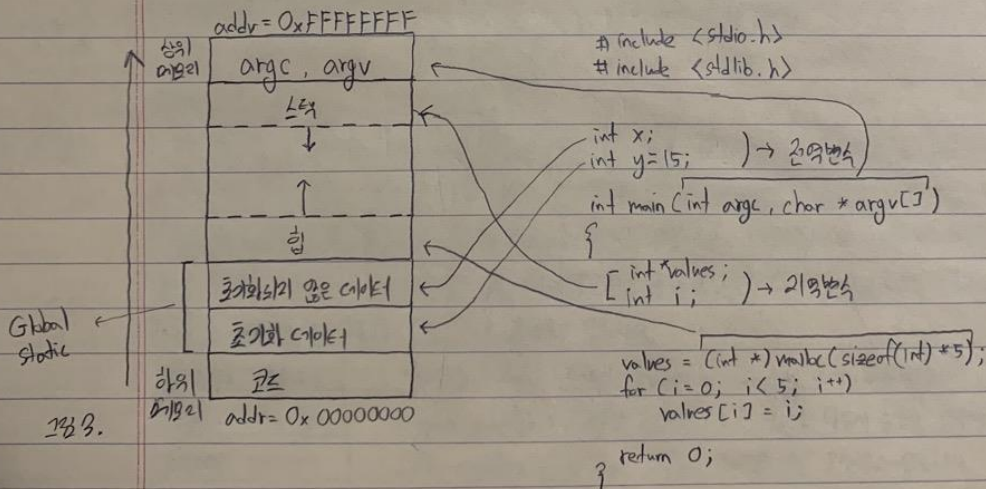 addr = 0xFFFFFFFF
상위
메모리
argc, argv
스택
힙
초기화되지 않은 데이터
초기화 데이터
코드
Global
static
하위
메모리
addr = 0x00000000
그림 3.
#include <stdio.h>
#include <stdlib.h>
int x;
int y=15;
→ 전역변수
int main(int argc, char *argv[])
{
int *values;
int i;
→ 지역변수
values = (int *)malloc(sizeof(int)*5);
for (i=0; i<5; i++)
values[i] = i;
return 0;
}